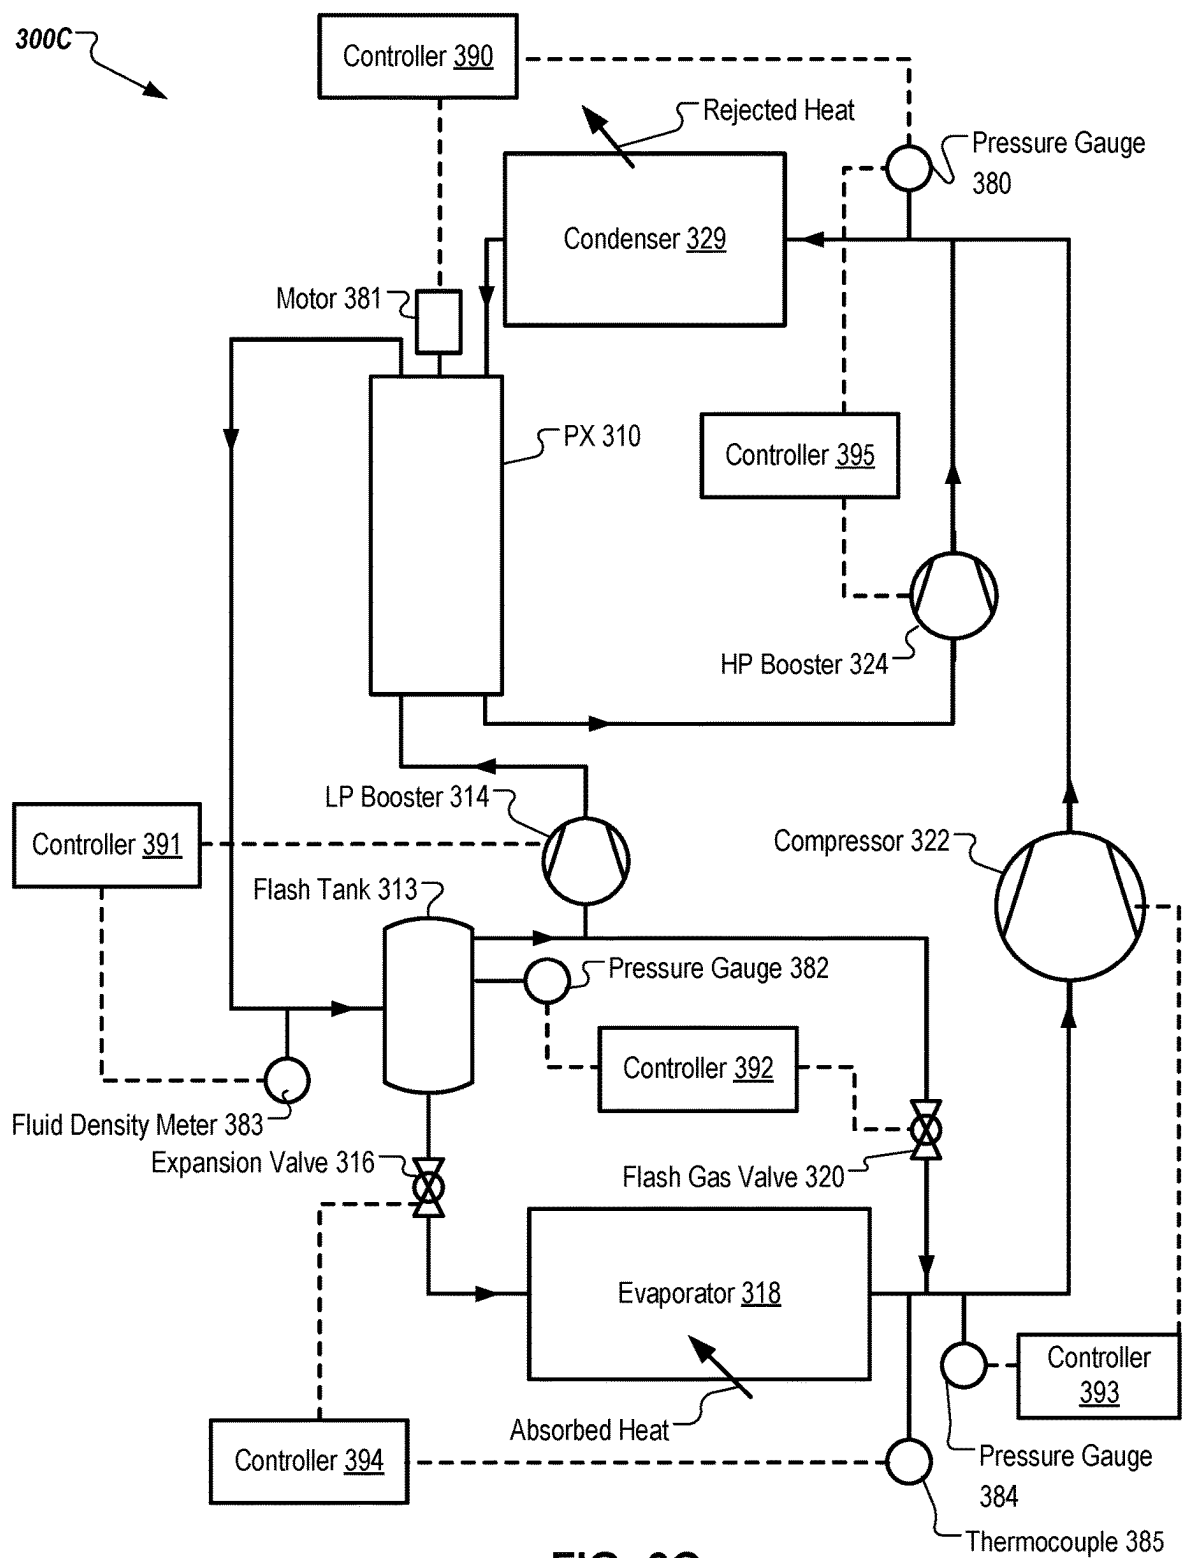 300C
Controller 390
Rejected Heat
Pressure Gauge
380
Condenser 329
Motor 381
PX 310
Controller 395
HP Booster 324
LP Booster 314
Controller 391
Compressor 322
Flash Tank 313
Pressure Gauge 382
Controller 392
Fluid Density Meter 383
Expansion Valve 316
Flash Gas Valve 320
Evaporator 318
Controller
393
Absorbed Heat
Controller 394
Pressure Gauge
384
Thermocouple 385